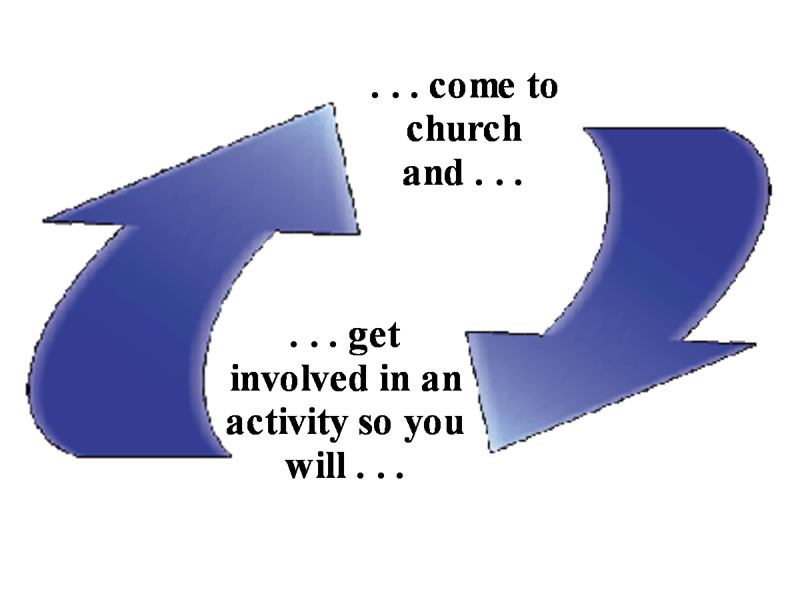 . . . come to
church
and . . .
. . . get
involved in an
activity so you
will . . .